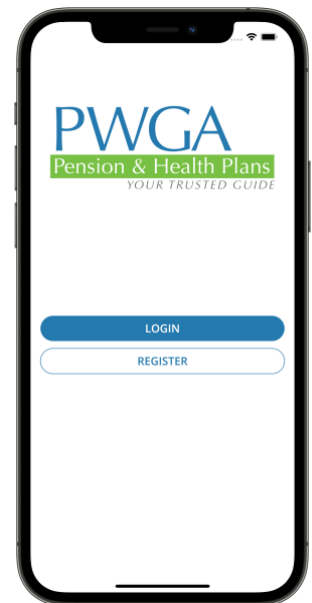 PWGA
Pension & Health Plans
YOUR TRUSTED GUIDE
LOGIN
REGISTER